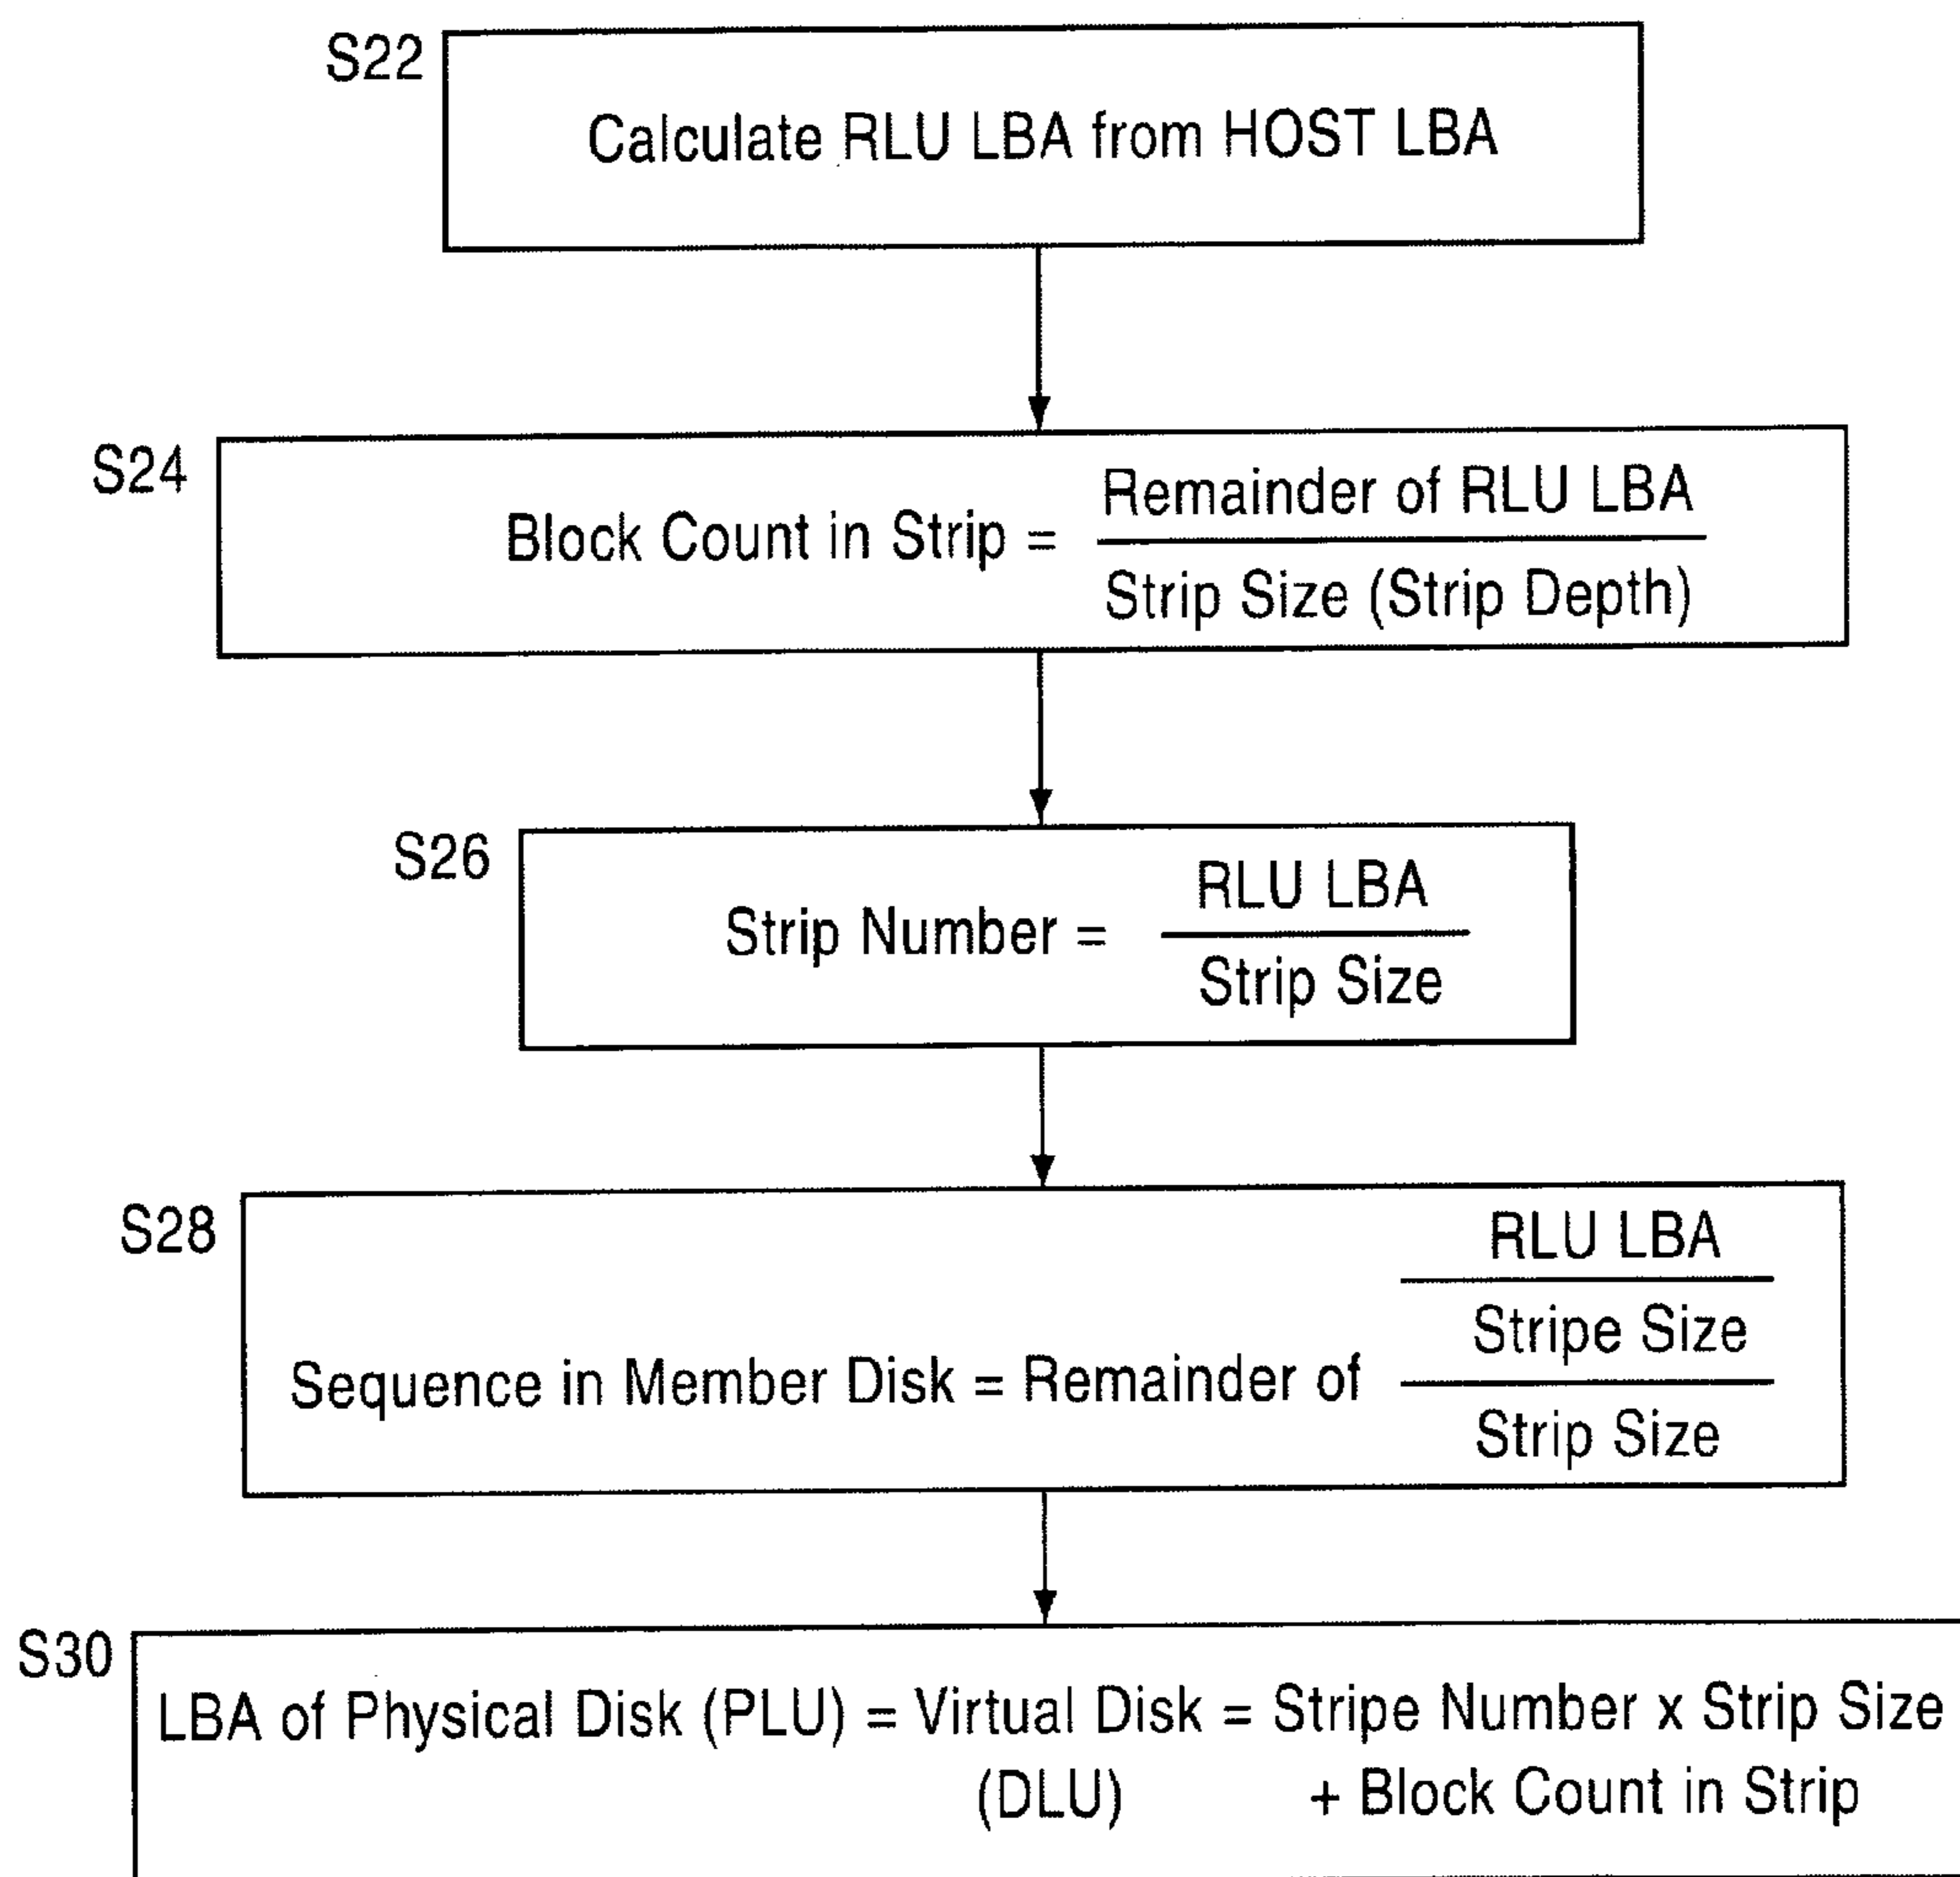 S22
Calculate RLU LBA from HOST LBA
S24
Block Count in Strip = Remainder of RLU LBA
Strip Size (Strip Depth)
S26
Strip Number = RLU LBA
Strip Size
S28
RLU LBA
Stripe Size
Sequence in Member Disk = Remainder of
Strip Size
S30
LBA of Physical Disk (PLU) = Virtual Disk = Stripe Number x Strip Size
(DLU) + Block Count in Strip